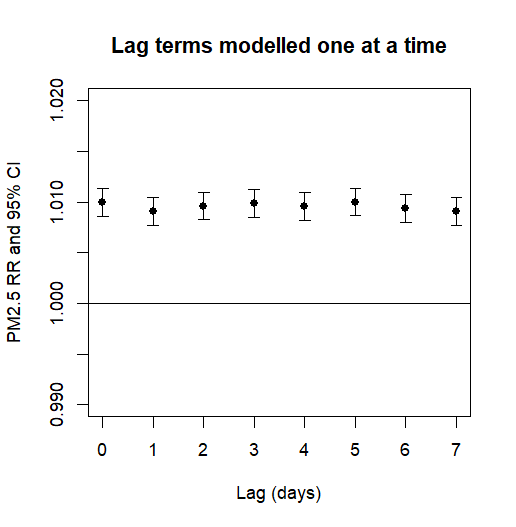 Lag terms modelled one at a time
PM2.5 RR and 95% CI
1.020
1.010
1.000
0.990
0 1 2 3 4 5 6 7
Lag (days)